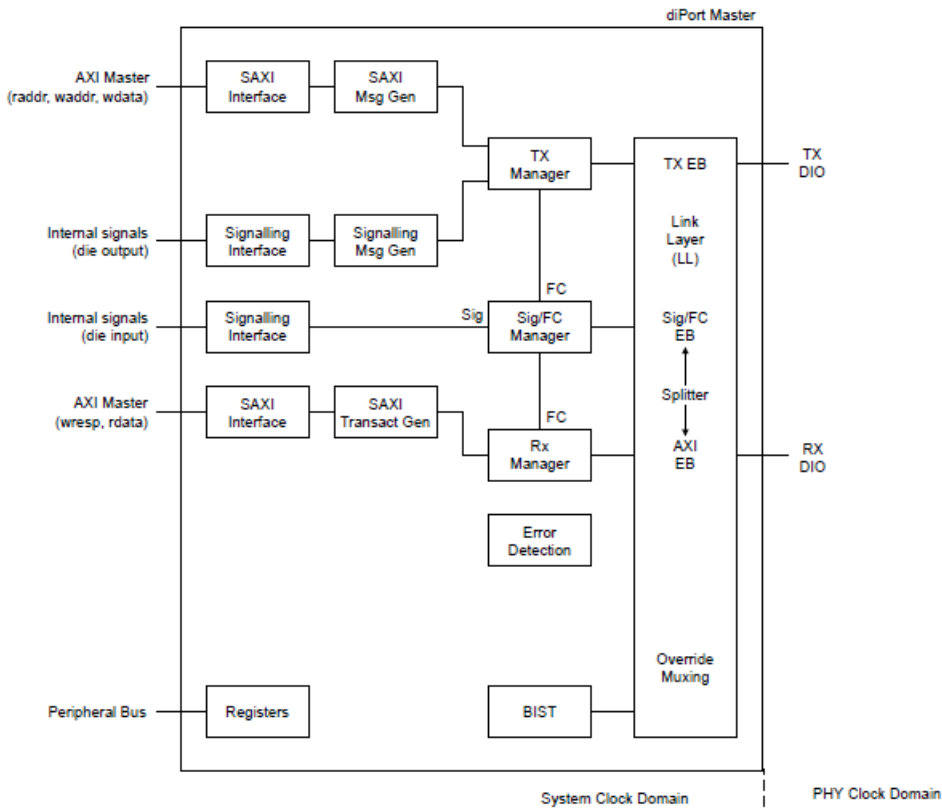 diPort Master
AXI Master
(raddr, waddr, wdata)
SAXI
Interface
SAXI
Msg Gen
TX
Manager
TX EB
TX
DIO
Internal signals
(die output)
Signalling
Interface
Signalling
Msg Gen
Link
Layer
(LL)
FC
Internal signals
(die input)
Signalling
Interface
Sig
Sig/FC
Manager
Sig/FC
EB
Splitter
AXI Master
(wresp, rdata)
SAXI
Interface
SAXI
Transact Gen
FC
Rx
Manager
AXI
EB
RX
DIO
Error
Detection
Override
Muxing
Peripheral Bus
Registers
BIST
System Clock Domain
PHY Clock Domain